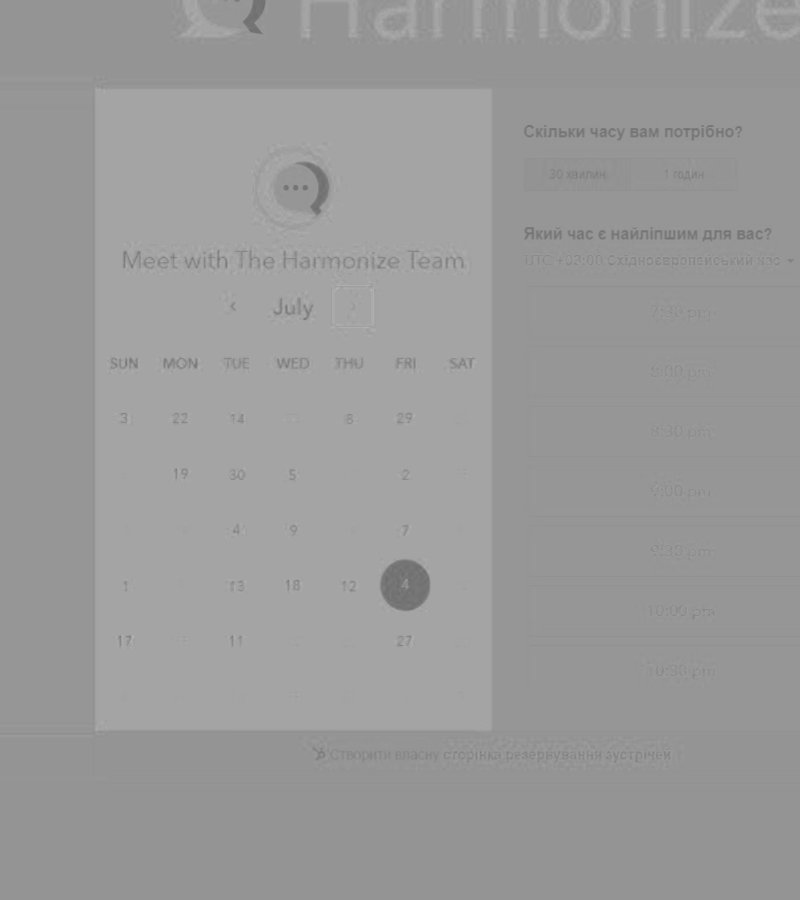 Harmonize
Meet with The Harmonize Team
July
SUN MON TUE WED THU FRI SAT
3 22 14 6 29
19 30 5 2
4 9 7
1 13 18 12 4
17 11 27
Скільки часу вам потрібно?
30 хвилин 1 годин
Який час є найліпшим для вас?
UTC +02:00 Східноєвропейський час
7:30 pm
8:00 pm
8:30 pm
9:00 pm
9:30 pm
10:00 pm
10:30 pm
Створити власну сторінка резервування зустрічей